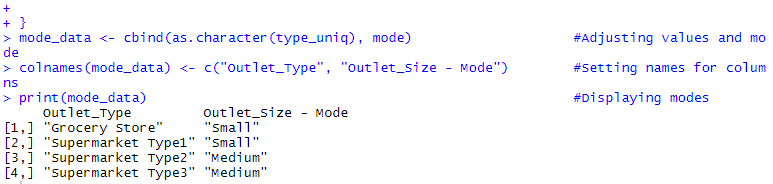 +
+ }
> mode_data <- cbind(as.character(type_uniq), mode) #Adjusting values and mo
de
> colnames(mode_data) <- c("Outlet_Type", "Outlet_Size - Mode") #Setting names for colum
ns
> print(mode_data) #Displaying modes
Outlet_Type Outlet_Size - Mode
[1,] "Grocery Store" "Small"
[2,] "Supermarket Type1" "Small"
[3,] "Supermarket Type2" "Medium"
[4,] "Supermarket Type3" "Medium"